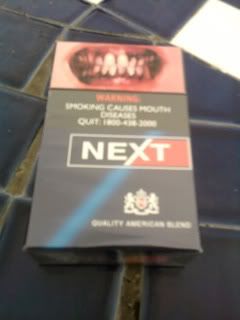 WARNING
SMOKING CAUSES MOUTH
DISEASES
QUIT: 1800-438-2000
NEXT
QUALITY AMERICAN BLEND